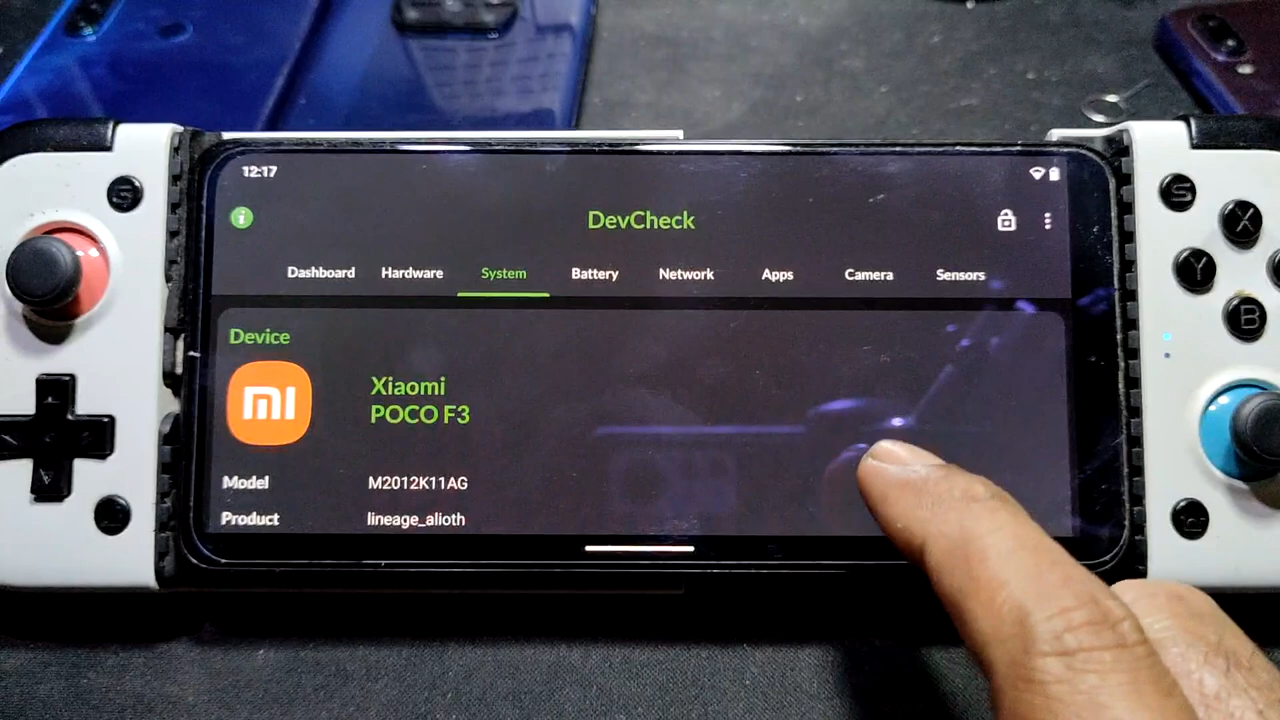 12:17
DevCheck
Dashboard Hardware System Battery Network Apps Camera Sensors
Device
mi
Xiaomi
POCO F3
Model M2012K11AG
Product lineage_alioth
S
S
X
Y
B